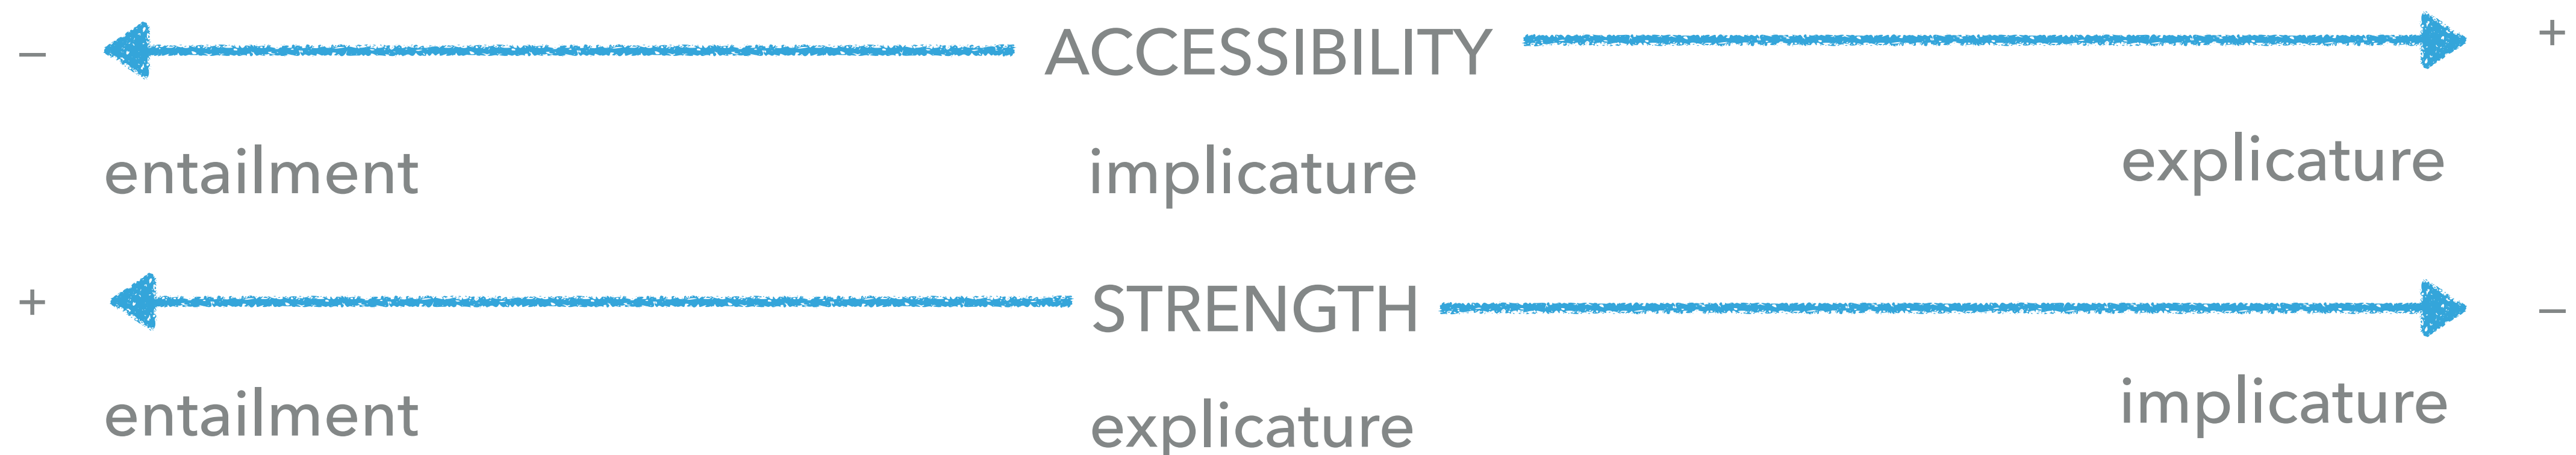 – ACCESSIBILITY +
entailment implicature explicature
+ STRENGTH –
entailment explicature implicature